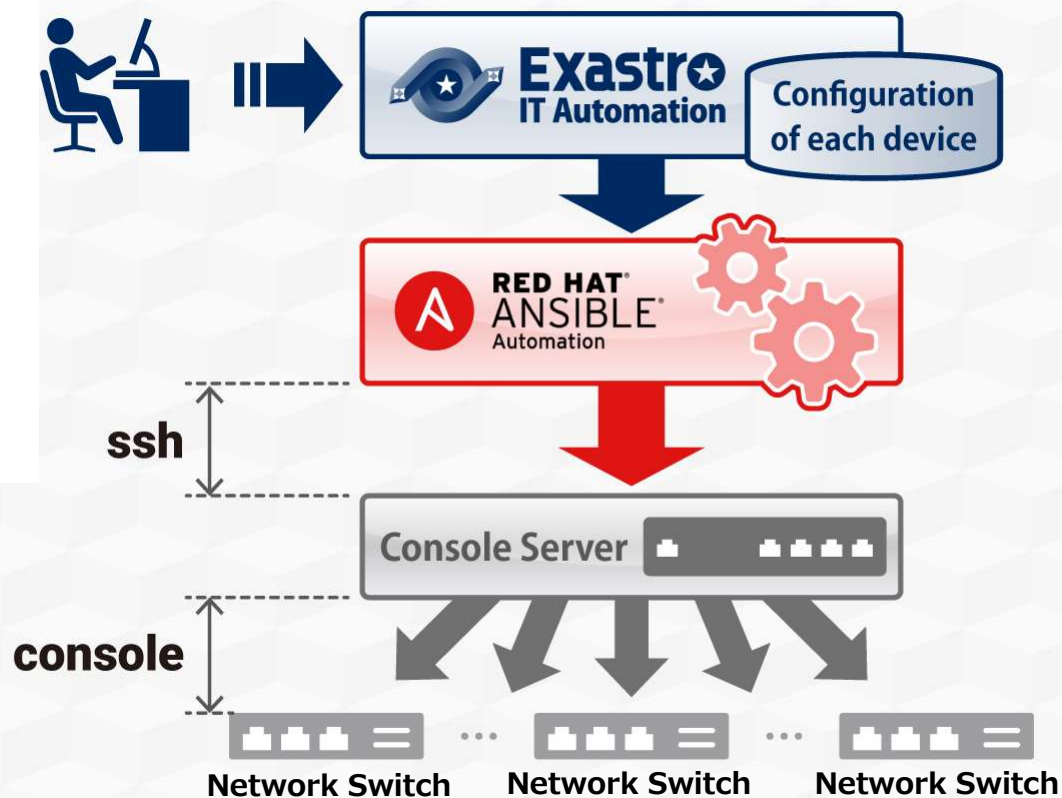 Exastro
IT Automation
Configuration
of each device
RED HAT®
ANSIBLE®
Automation
ssh
Console Server
console
... ...
Network Switch Network Switch Network Switch